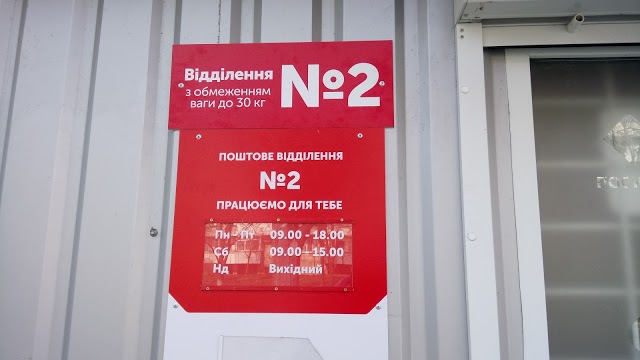 Відділення
з обмеженням
ваги до 30 кг
№2
ПОШТОВЕ ВІДДІЛЕННЯ
№2
ПРАЦЮЄМО ДЛЯ ТЕБЕ
Пн - Пт 09.00 - 18.00
Сб 09.00 - 15.00
Нд Вихідний